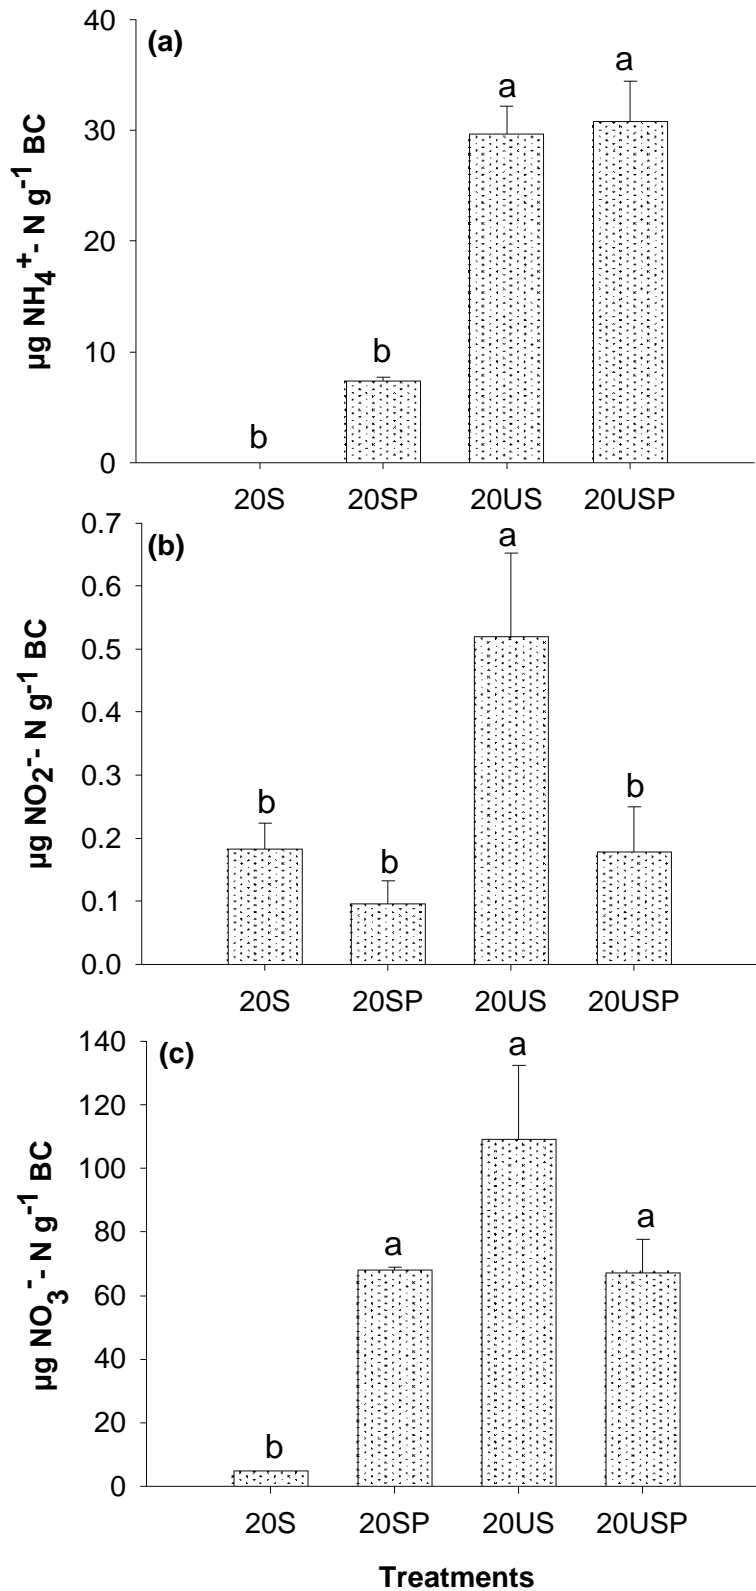 (a)
µg NH4+- N g-1 BC
40
30
20
10
0
b
b
a
a
20S 20SP 20US 20USP
(b)
µg NO2-- N g-1 BC
0.7
0.6
0.5
0.4
0.3
0.2
0.1
0.0
b
b
a
b
20S 20SP 20US 20USP
(c)
µg NO3-- N g-1 BC
140
120
100
80
60
40
20
0
b
a
a
a
20S 20SP 20US 20USP
Treatments